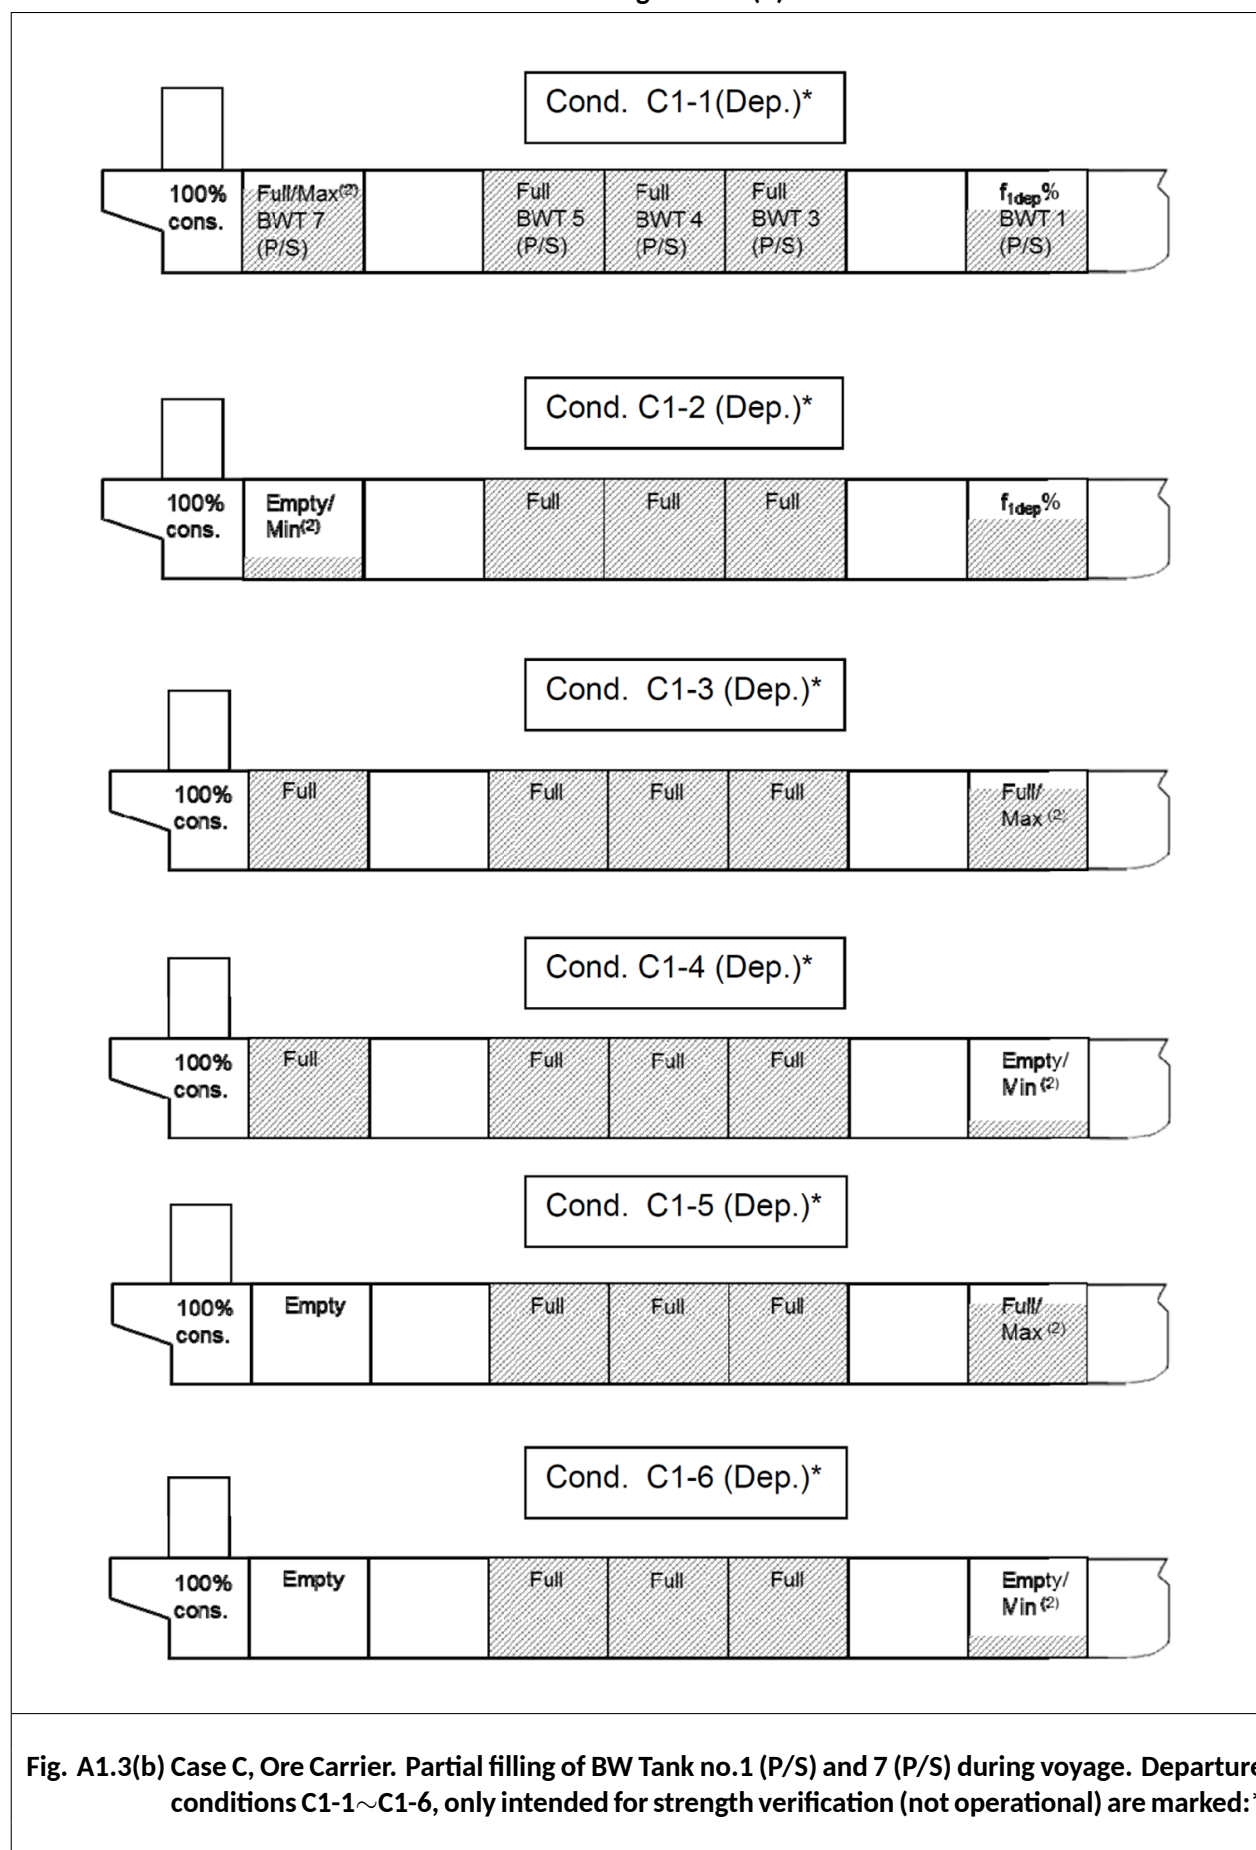 Cond. C1-1(Dep.)*
100% cons.
Full/Max(2) BWT 7 (P/S)
Full BWT 5 (P/S)
Full BWT 4 (P/S)
Full BWT 3 (P/S)
f1dep% BWT 1 (P/S)
Cond. C1-2 (Dep.)*
100% cons.
Empty/ Min(2)
Full
Full
Full
f1dep%
Cond. C1-3 (Dep.)*
100% cons.
Full
Full
Full
Full
Full/ Max (2)
Cond. C1-4 (Dep.)*
100% cons.
Full
Full
Full
Full
Empty/ Min (2)
Cond. C1-5 (Dep.)*
100% cons.
Empty
Full
Full
Full
Full/ Max (2)
Cond. C1-6 (Dep.)*
100% cons.
Empty
Full
Full
Full
Empty/ Min (2)
Fig. A1.3(b) Case C, Ore Carrier. Partial filling of BW Tank no.1 (P/S) and 7 (P/S) during voyage. Departure
conditions C1-1~C1-6, only intended for strength verification (not operational) are marked:*